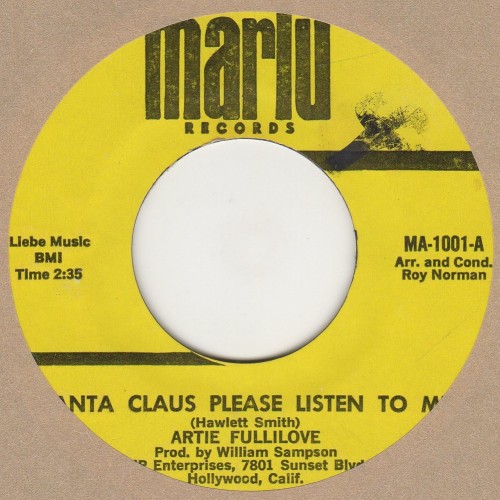 marlu
RECORDS
Liebe Music
BMI
Time 2:35
MA-1001-A
Arr. and Cond.
Roy Norman
ANTA CLAUS PLEASE LISTEN TO M
(Hawlett Smith)
ARTIE FULLILOVE
Prod. by William Sampson
Enterprises, 7801 Sunset Blvd
Hollywood, Calif.